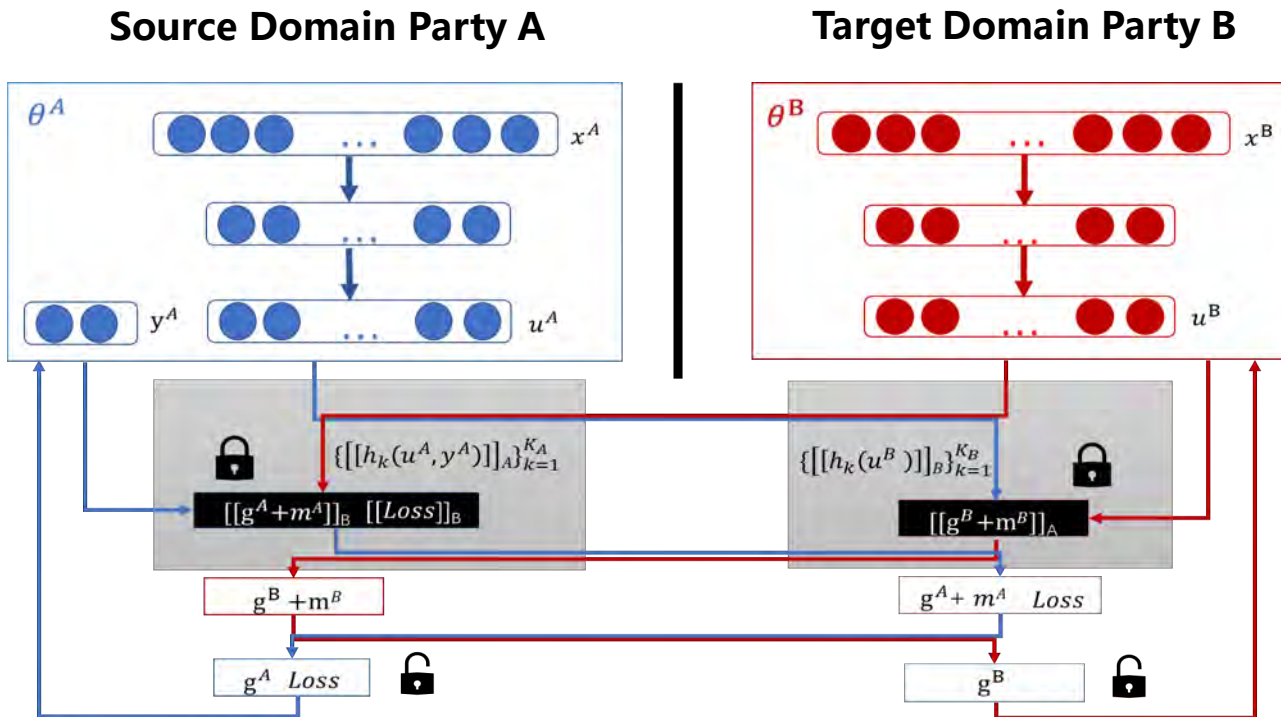 Source Domain Party A
Target Domain Party B
θ^A
x^A
...
...
y^A
u^A
...
θ^B
x^B
...
...
u^B
...
{[[h_k(u^A, y^A)]]_A}_{k=1}^{K_A}
{[[h_k(u^B )]]_B}_{k=1}^{K_B}
[[g^A+m^A]]_B [[Loss]]_B
[[g^B+m^B]]_A
g^B +m^B
g^A+ m^A Loss
g^A Loss
g^B